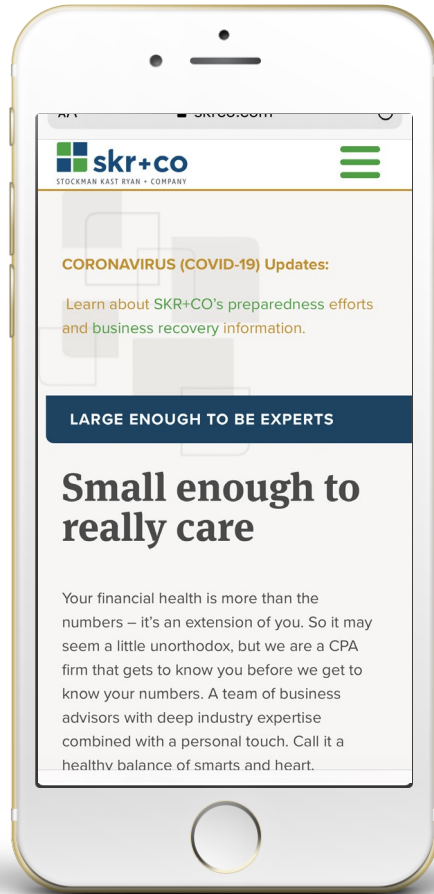 skr+co
STOCKMAN KAST RYAN + COMPANY
CORONAVIRUS (COVID-19) Updates:
Learn about SKR+CO’s preparedness efforts
and business recovery information.
LARGE ENOUGH TO BE EXPERTS
Small enough to
really care
Your financial health is more than the
numbers – it’s an extension of you. So it may
seem a little unorthodox, but we are a CPA
firm that gets to know you before we get to
know your numbers. A team of business
advisors with deep industry expertise
combined with a personal touch. Call it a
healthy balance of smarts and heart.